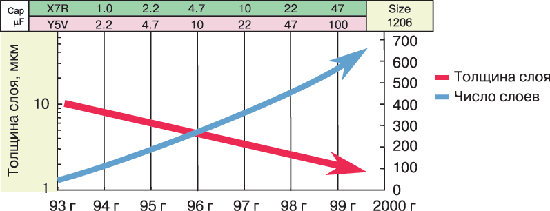 Cap X7R 1.0 2.2 4.7 10 22 47 Size
µF Y5V 2.2 4.7 10 22 47 100 1206
Толщина слоя, мкм
10
1
700
600
500
400
300
200
100
0
93 г 94 г 95 г 96 г 97 г 98 г 99 г 2000 г
Толщина слоя
Число слоев